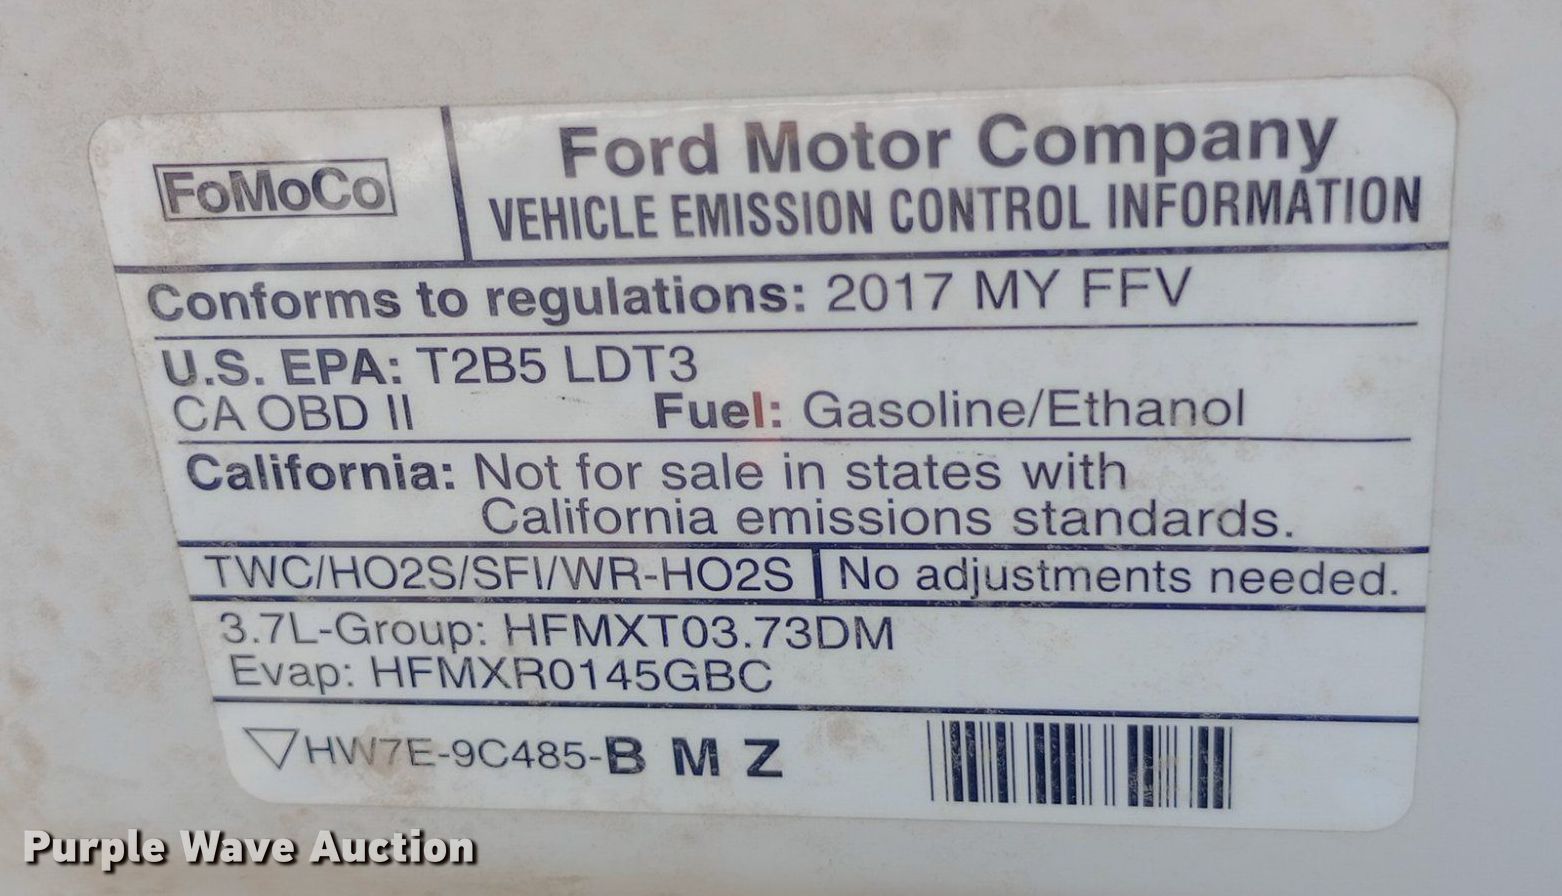 FoMoCo
Ford Motor Company
VEHICLE EMISSION CONTROL INFORMATION
Conforms to regulations: 2017 MY FFV
U.S. EPA: T2B5 LDT3
CA OBD II Fuel: Gasoline/Ethanol
California: Not for sale in states with
California emissions standards.
TWC/HO2S/SFI/WR-HO2S No adjustments needed.
3.7L-Group: HFMXT03.73DM
Evap: HFMXR0145GBC
HW7E-9C485-B M Z
Purple Wave Auction